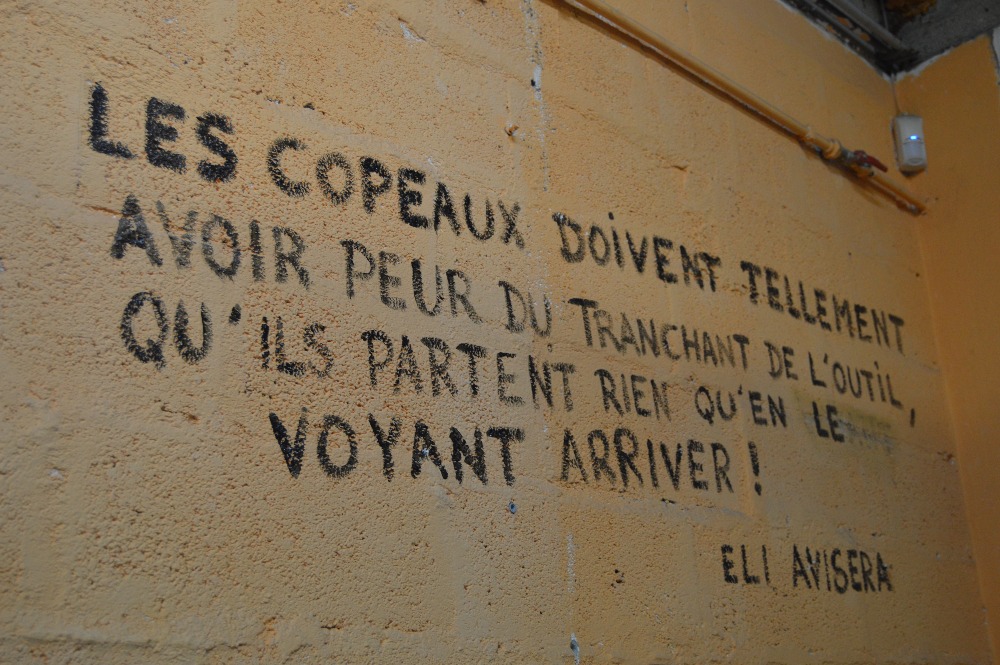 LES COPEAUX DOIVENT TELLEMENT
AVOIR PEUR DU TRANCHANT DE L'OUTIL,
QU'ILS PARTENT RIEN QU'EN LE
VOYANT ARRIVER !
ELI AVISERA